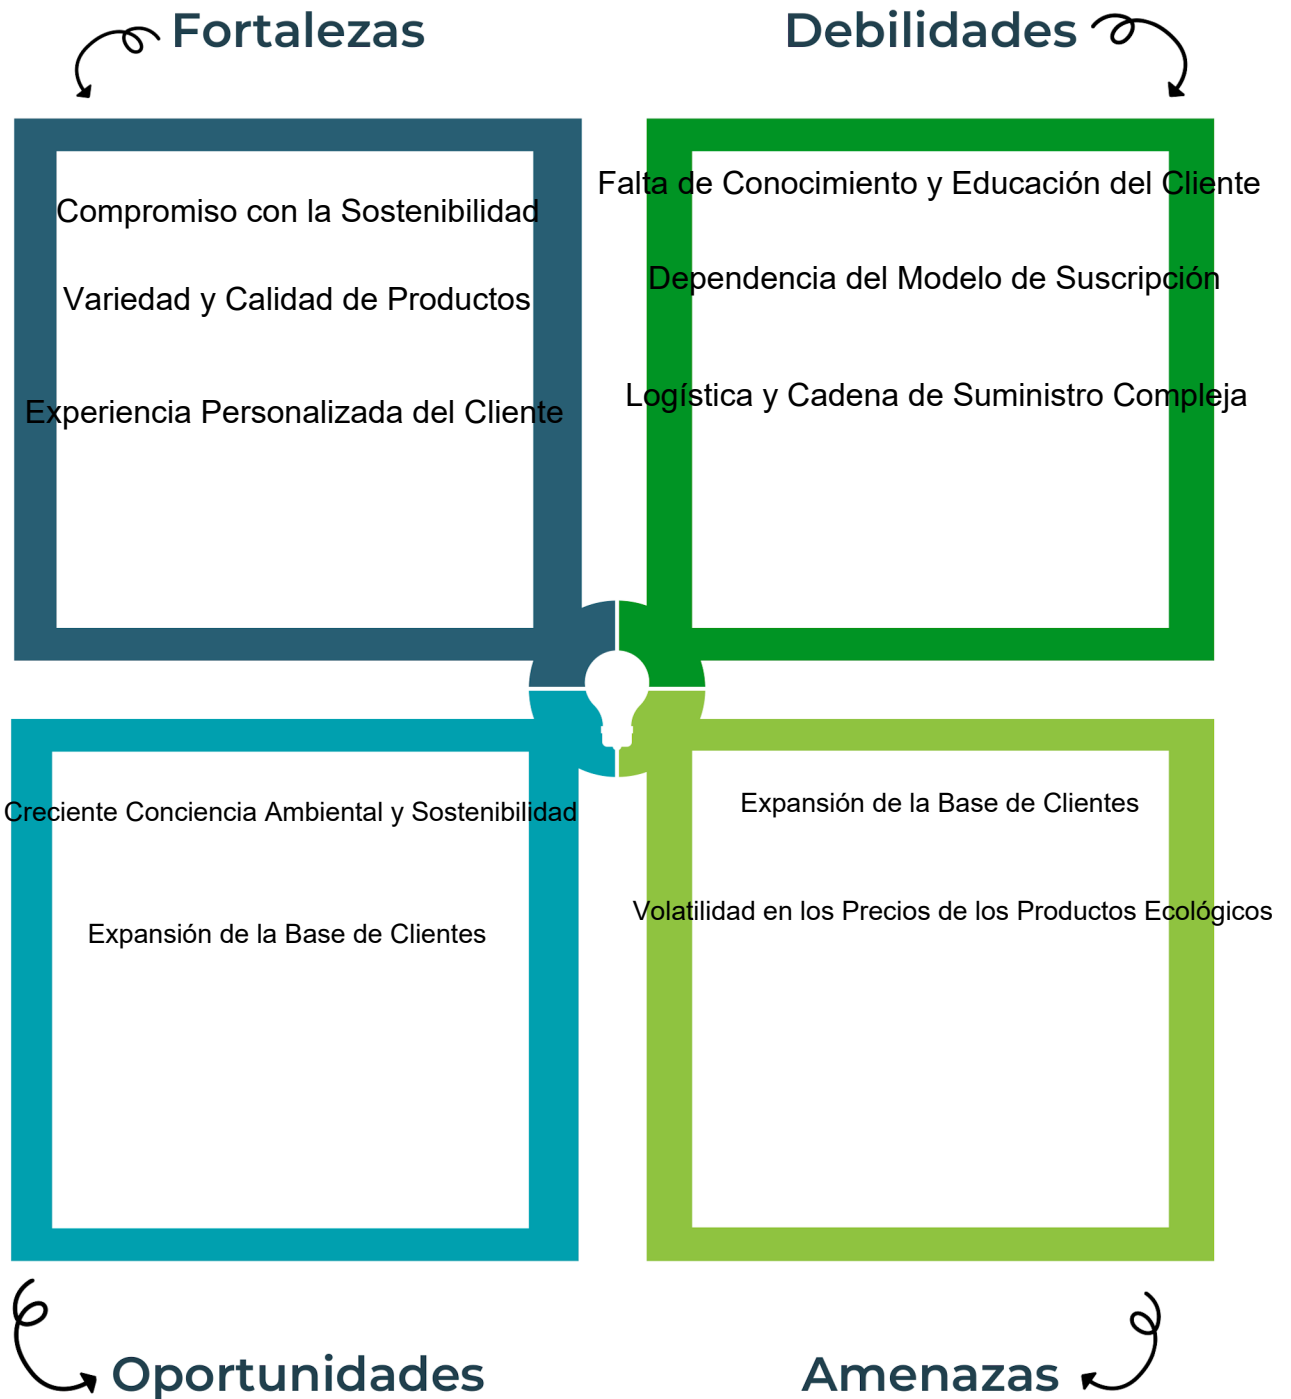 Fortalezas
Compromiso con la Sostenibilidad
Variedad y Calidad de Productos
Experiencia Personalizada del Cliente
Debilidades
Falta de Conocimiento y Educación del Cliente
Dependencia del Modelo de Suscripción
Logística y Cadena de Suministro Compleja
Creciente Conciencia Ambiental y Sostenibilidad
Expansión de la Base de Clientes
Oportunidades
Expansión de la Base de Clientes
Volatilidad en los Precios de los Productos Ecológicos
Amenazas